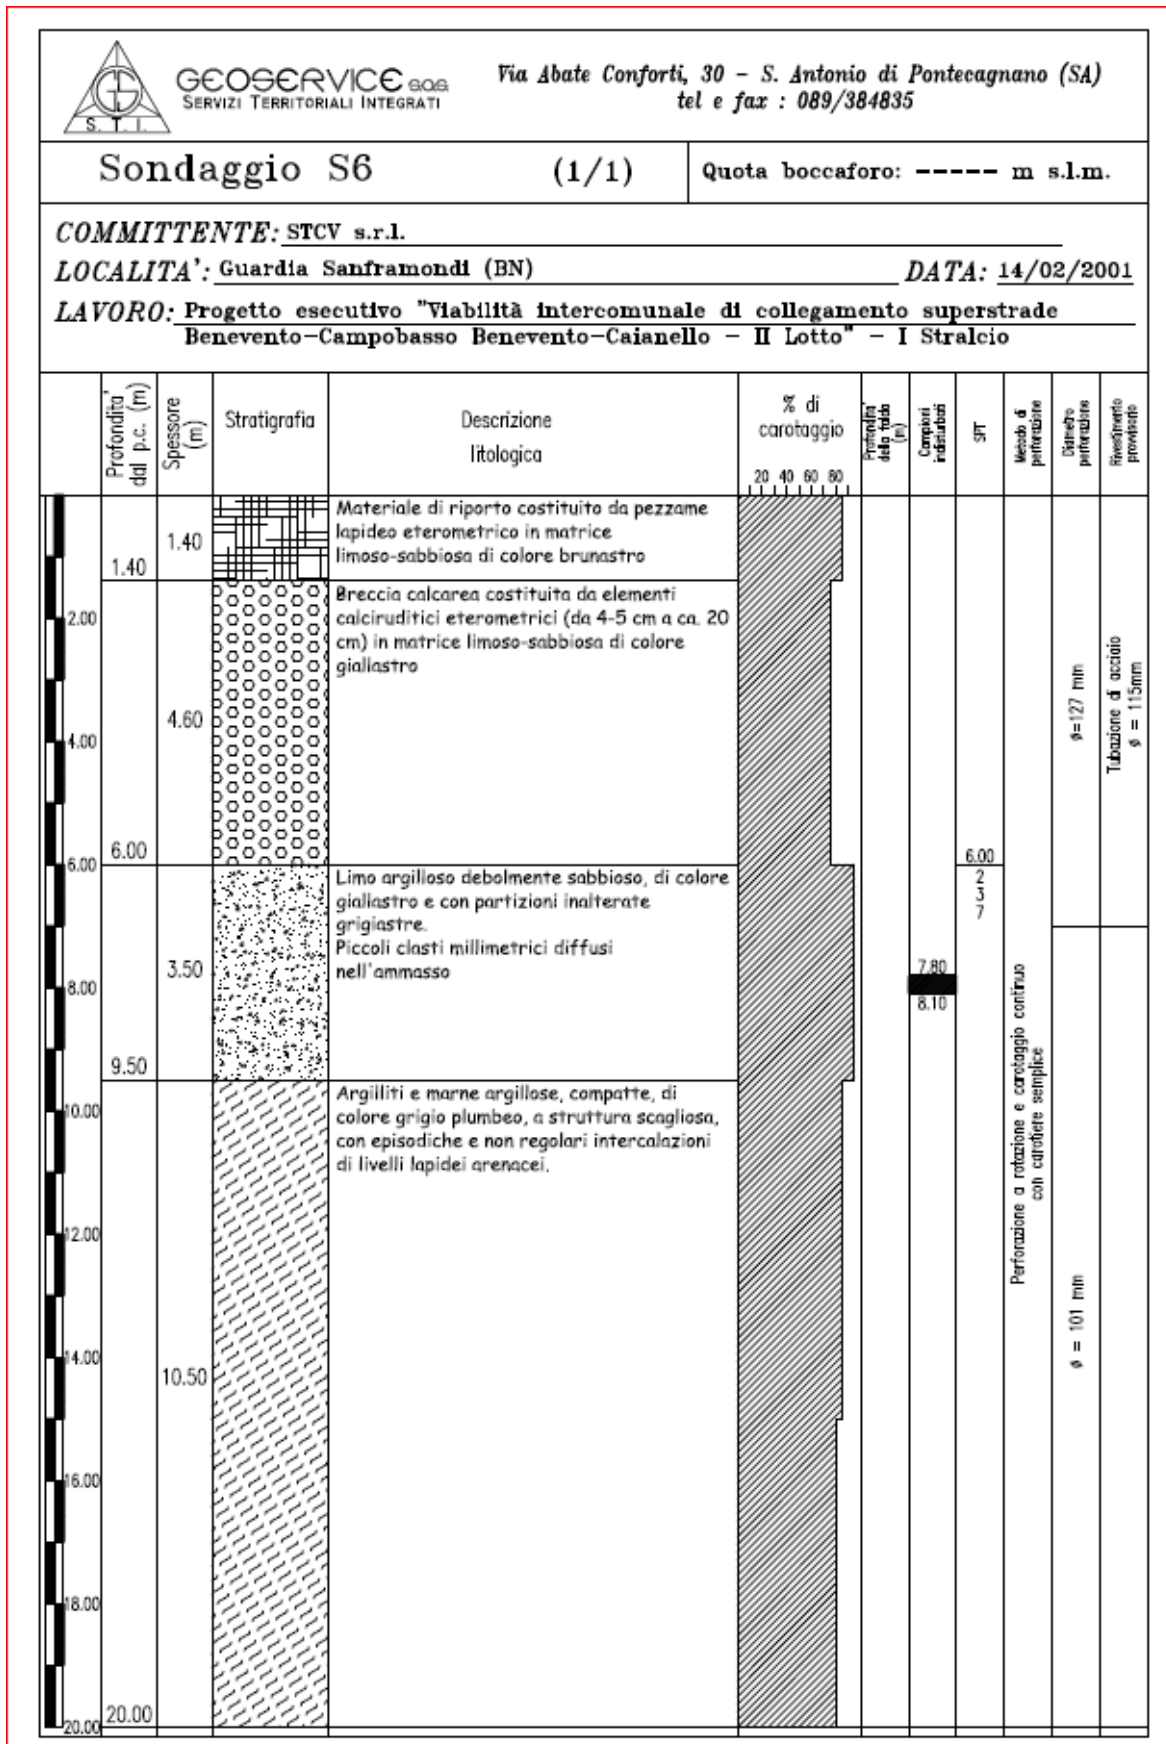 GEOSERVICE s.a.s.
SERVIZI TERRITORIALI INTEGRATI
S. T. I.
Via Abate Conforti, 30 - S. Antonio di Pontecagnano (SA)
tel e fax : 089/384835
Sondaggio S6 (1/1)
Quota boccaforo: ----- m s.l.m.
COMMITTENTE: STCV s.r.l.
LOCALITA': Guardia Sanframondi (BN) DATA: 14/02/2001
LAVORO: Progetto esecutivo "Viabilità intercomunale di collegamento superstrade
Benevento-Campobasso Benevento-Caianello - II Lotto" - I Stralcio
Profondita' dal p.c. (m)
Spessore (m)
Stratigrafia
Descrizione
litologica
% di
carotaggio
20 40 60 80
Profondita' della falda (m)
Campioni indisturbati
SPT
Metodo di perforazione
Diametro perforazione
Rivestimento provvisorio
1.40
1.40
Materiale di riporto costituito da pezzame
lapideo eterometrico in matrice
limoso-sabbiosa di colore brunastro
2.00
4.00
6.00
4.60
6.00
Breccia calcarea costituita da elementi
calciruditici eterometrici (da 4-5 cm a ca. 20
cm) in matrice limoso-sabbiosa di colore
giallastro
ø=127 mm
Tubazione di acciaio
ø = 115mm
6.00
2
3
7
3.50
8.00
9.50
Limo argilloso debolmente sabbioso, di colore
giallastro e con partizioni inalterate
grigiastre.
Piccoli clasti millimetrici diffusi
nell'ammasso
7.80
8.10
10.00
12.00
14.00
16.00
18.00
20.00
10.50
20.00
Argilliti e marne argillose, compatte, di
colore grigio plumbeo, a struttura scagliosa,
con episodiche e non regolari intercalazioni
di livelli lapidei arenacei.
Perforazione a rotazione e carotaggio continuo
con carotiere semplice
ø = 101 mm